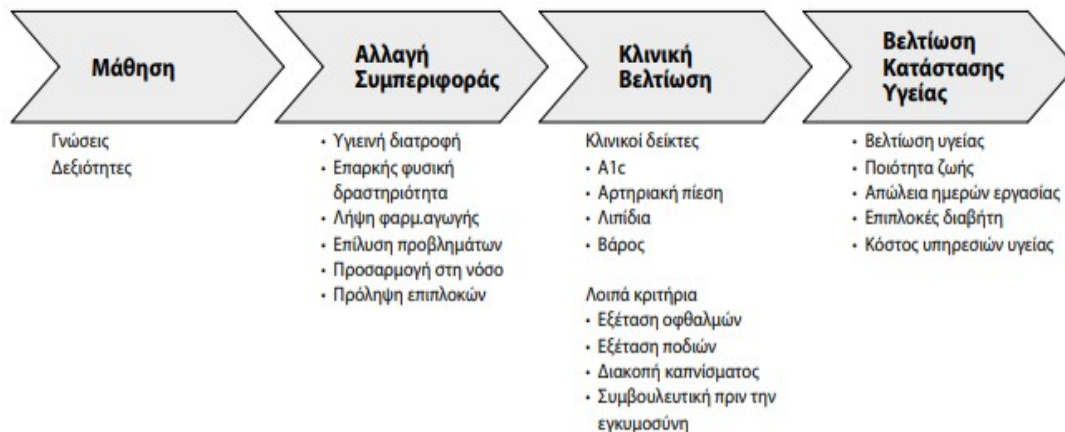 Μάθηση
Γνώσεις
Δεξιότητες
Αλλαγή
Συμπεριφοράς
• Υγιεινή διατροφή
• Επαρκής φυσική
δραστηριότητα
• Λήψη φαρμ.αγωγής
• Επίλυση προβλημάτων
• Προσαρμογή στη νόσο
• Πρόληψη επιπλοκών
Κλινική
Βελτίωση
Κλινικοί δείκτες
• A1c
• Αρτηριακή πίεση
• Λιπίδια
• Βάρος
Λοιπά κριτήρια
• Εξέταση οφθαλμών
• Εξέταση ποδιών
• Διακοπή καπνίσματος
• Συμβουλευτική πριν την
εγκυμοσύνη
Βελτίωση
Κατάστασης
Υγείας
• Βελτίωση υγείας
• Ποιότητα ζωής
• Απώλεια ημερών εργασίας
• Επιπλοκές διαβήτη
• Κόστος υπηρεσιών υγείας